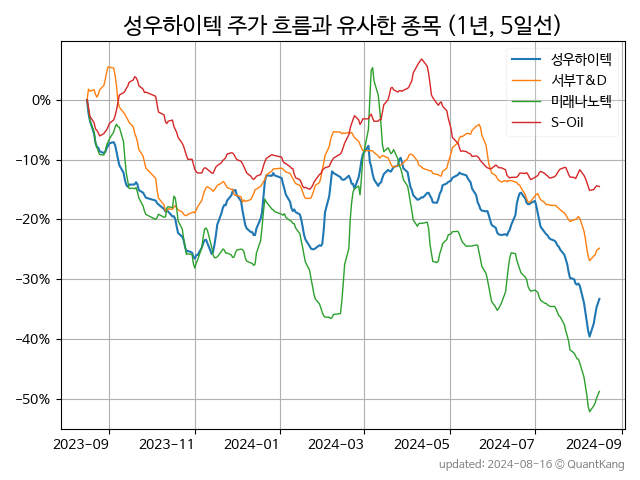 성우하이텍 주가 흐름과 유사한 종목 (1년, 5일선)
성우하이텍
서부T&D
미래나노텍
S-Oil
0%
−10%
−20%
−30%
−40%
−50%
2023-09 2023-11 2024-01 2024-03 2024-05 2024-07 2024-09
updated: 2024-08-16 © QuantKang